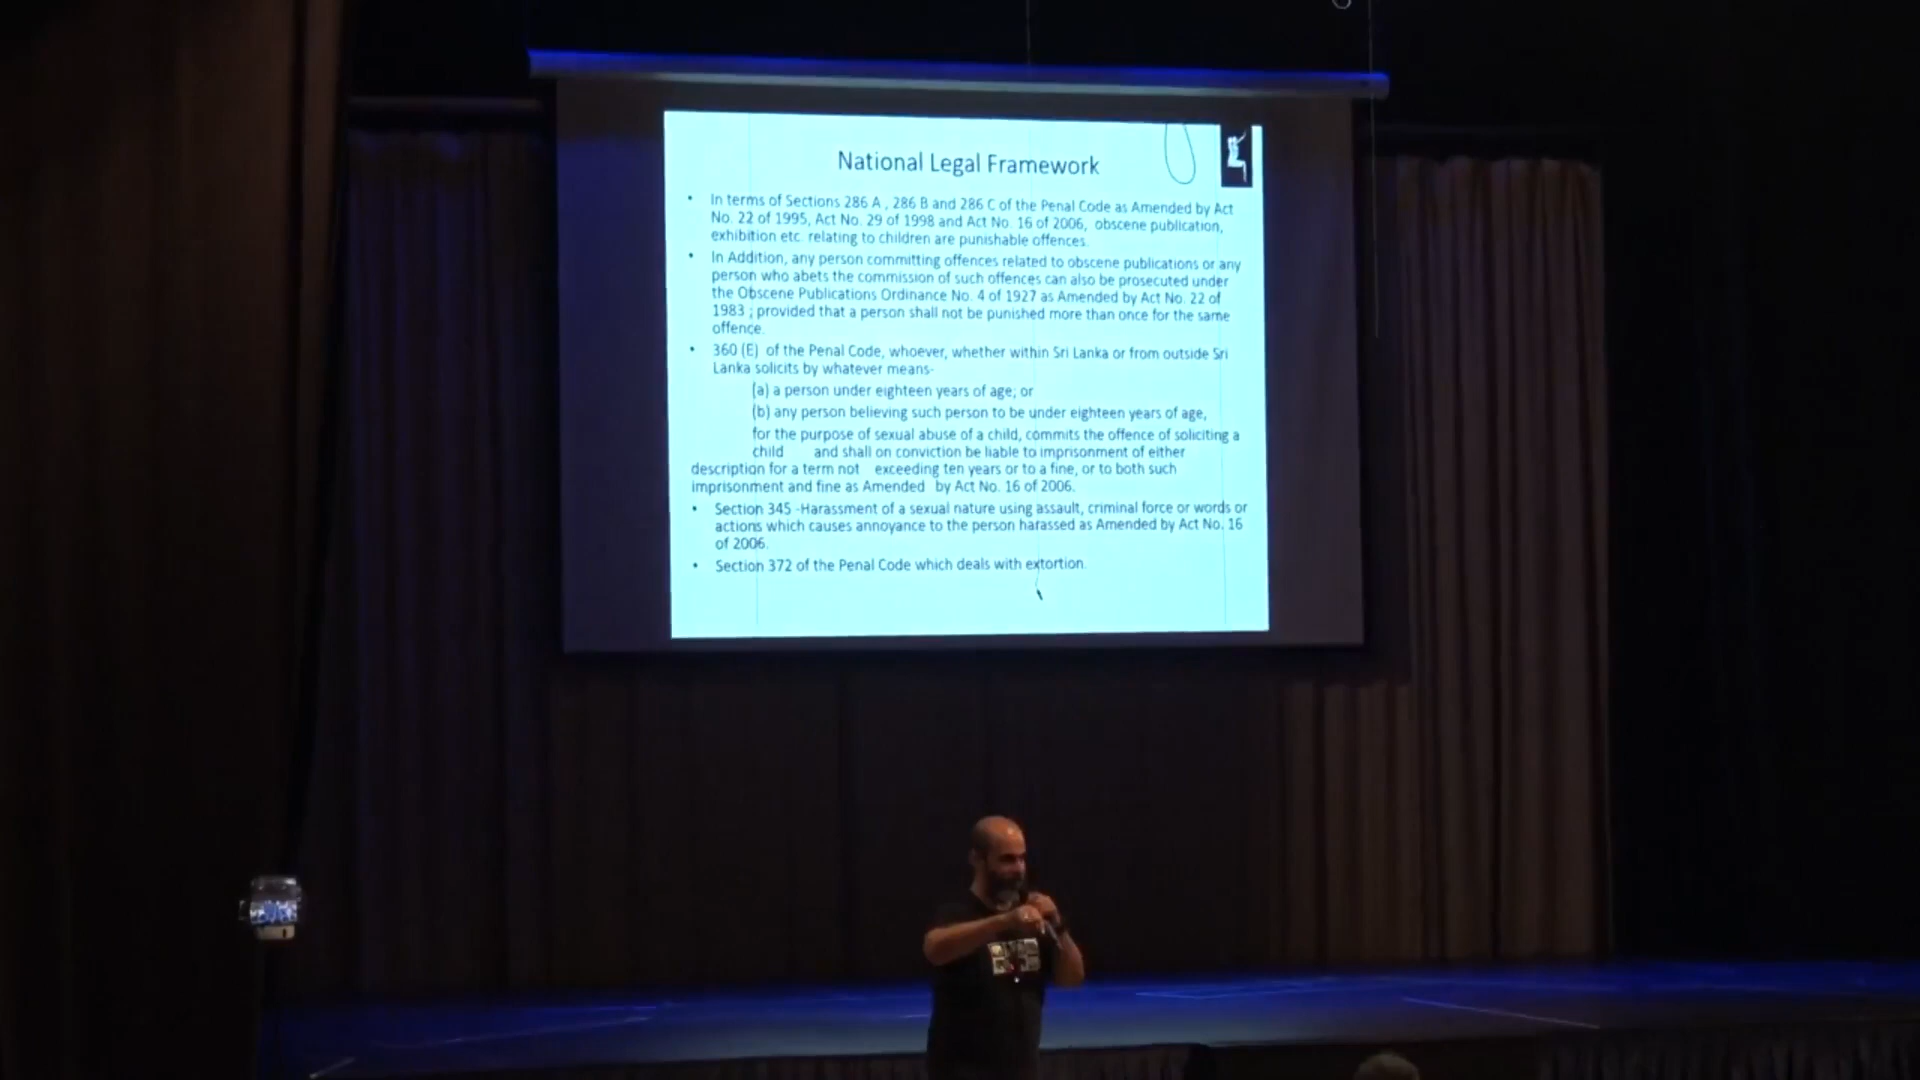 National Legal Framework
• In terms of Sections 286 A , 286 B and 286 C of the Penal Code as Amended by Act
No. 22 of 1995, Act No. 29 of 1998 and Act No. 16 of 2006, obscene publication,
exhibition etc. relating to children are punishable offences.
• In Addition, any person committing offences related to obscene publications or any
person who abets the commission of such offences can also be prosecuted under
the Obscene Publications Ordinance No. 4 of 1927 as Amended by Act No. 22 of
1983 ; provided that a person shall not be punished more than once for the same
offence.
• 360 (E) of the Penal Code, whoever, whether within Sri Lanka or from outside Sri
Lanka solicits by whatever means-
(a) a person under eighteen years of age; or
(b) any person believing such person to be under eighteen years of age,
for the purpose of sexual abuse of a child, commits the offence of soliciting a
child and shall on conviction be liable to imprisonment of either
description for a term not exceeding ten years or to a fine, or to both such
imprisonment and fine as Amended by Act No. 16 of 2006.
• Section 345 -Harassment of a sexual nature using assault, criminal force or words or
actions which causes annoyance to the person harassed as Amended by Act No. 16
of 2006.
• Section 372 of the Penal Code which deals with extortion.